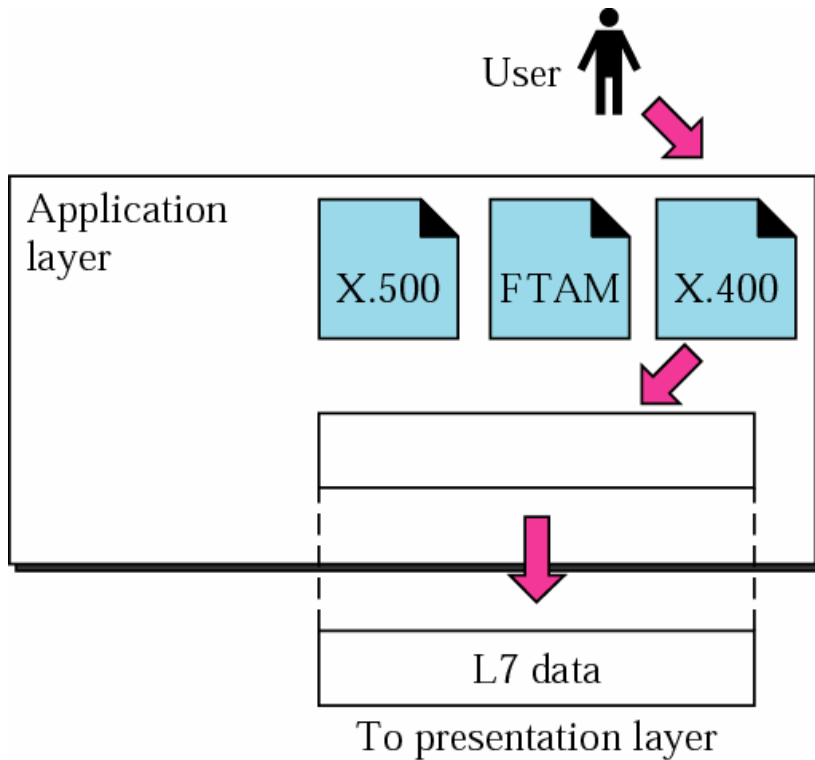 User
Application
layer
X.500
FTAM
X.400
L7 data
To presentation layer